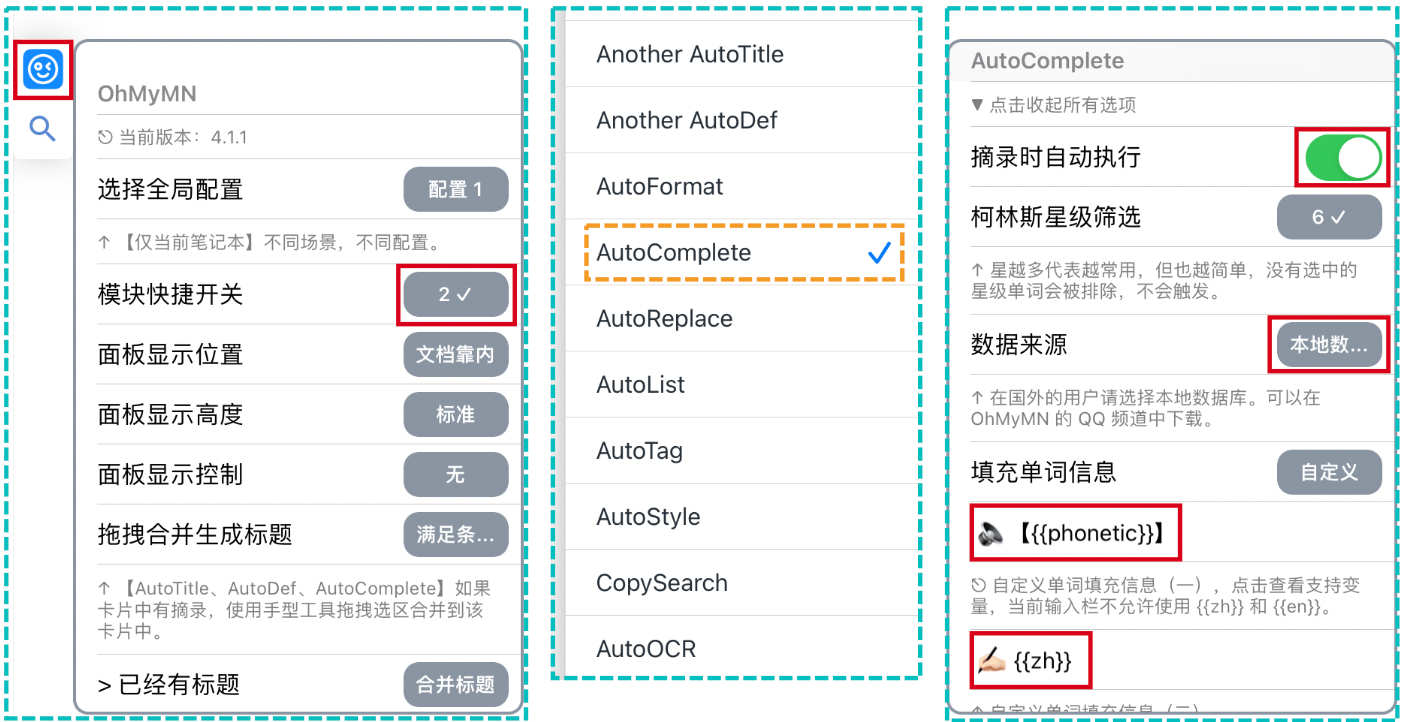 OhMyMN
当前版本：4.1.1
选择全局配置
配置 1
↑ 【仅当前笔记本】不同场景，不同配置。
模块快捷开关
2 ✓
面板显示位置
文档靠内
面板显示高度
标准
面板显示控制
无
拖拽合并生成标题
满足条...
↑ 【AutoTitle、AutoDef、AutoComplete】如果
卡片中有摘录，使用手型工具拖拽选区合并到该
卡片中。
> 已经有标题
合并标题
Another AutoTitle
Another AutoDef
AutoFormat
AutoComplete
AutoReplace
AutoList
AutoTag
AutoStyle
CopySearch
AutoOCR
AutoComplete
▼ 点击收起所有选项
摘录时自动执行
柯林斯星级筛选
6 ✓
↑ 星越多代表越常用，但也越简单，没有选中的
星级单词会被排除，不会触发。
数据来源
本地数...
↑ 在国外的用户请选择本地数据库。可以在
OhMyMN 的 QQ 频道中下载。
填充单词信息
自定义
🔈【{{phonetic}}】
自定义单词填充信息（一），点击查看支持变
量，当前输入栏不允许使用 {{zh}} 和 {{en}}。
✍🏻 {{zh}}
↑ 自定义单词填充信息（二）